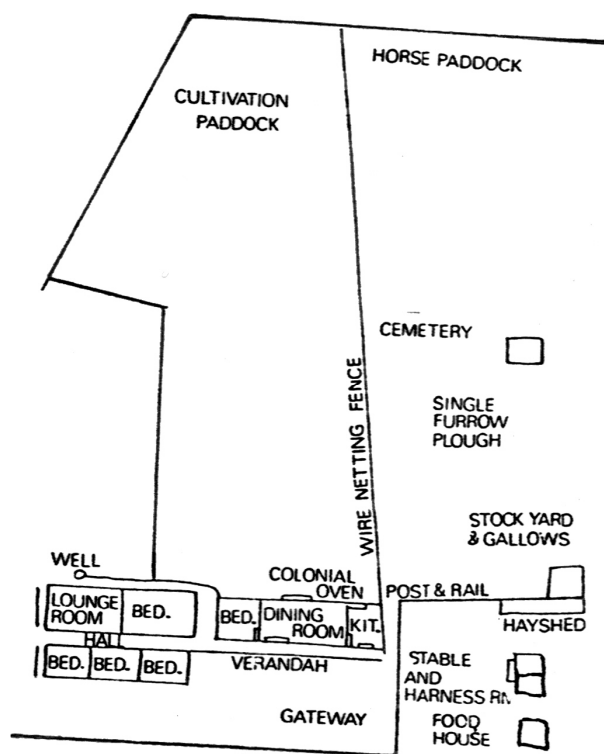 HORSE PADDOCK
CULTIVATION
PADDOCK
CEMETERY
SINGLE
FURROW
PLOUGH
WIRE NETTING FENCE
STOCK YARD
& GALLOWS
WELL
COLONIAL
OVEN
POST & RAIL
LOUNGE
ROOM
BED.
BED.
DINING
ROOM
KIT.
HAYSHED
HALL
BED.
BED.
BED.
VERANDAH
STABLE
AND
HARNESS RM
GATEWAY
FOOD
HOUSE